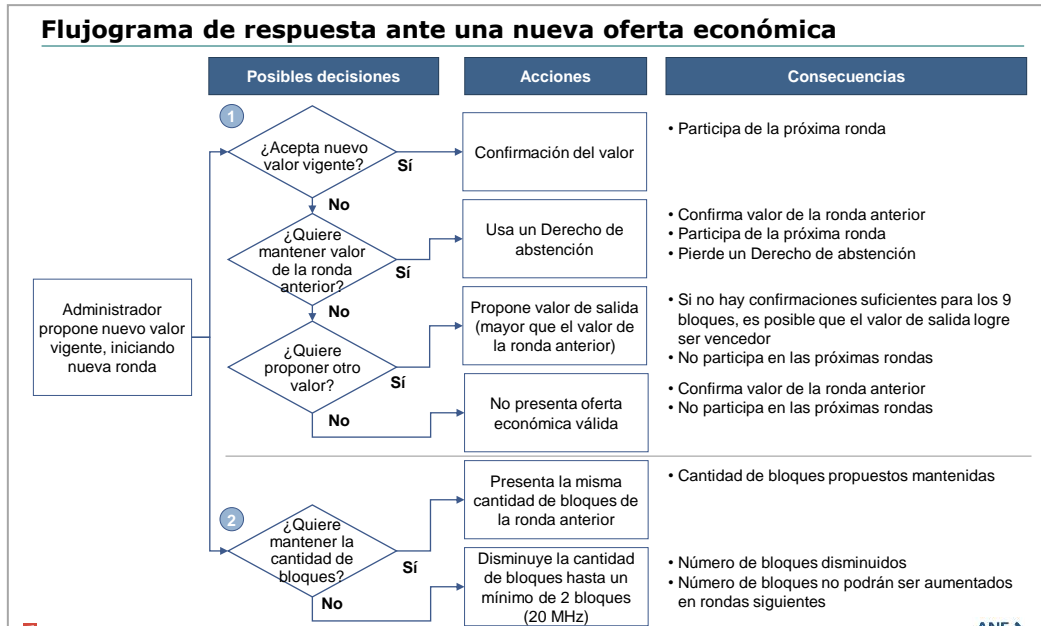 Flujograma de respuesta ante una nueva oferta económica
Posibles decisiones
Acciones
Consecuencias
1
¿Acepta nuevo
valor vigente?
Sí
Confirmación del valor
• Participa de la próxima ronda
No
¿Quiere
mantener valor
de la ronda
anterior?
Sí
Usa un Derecho de
abstención
• Confirma valor de la ronda anterior
• Participa de la próxima ronda
• Pierde un Derecho de abstención
No
Administrador
propone nuevo valor
vigente, iniciando
nueva ronda
¿Quiere
proponer otro
valor?
Sí
Propone valor de salida
(mayor que el valor de
la ronda anterior)
• Si no hay confirmaciones suficientes para los 9
bloques, es posible que el valor de salida logre
ser vencedor
• No participa en las próximas rondas
No
No presenta oferta
económica válida
• Confirma valor de la ronda anterior
• No participa en las próximas rondas
2
¿Quiere
mantener la
cantidad de
bloques?
Sí
Presenta la misma
cantidad de bloques de
la ronda anterior
• Cantidad de bloques propuestos mantenidas
No
Disminuye la cantidad
de bloques hasta un
mínimo de 2 bloques
(20 MHz)
• Número de bloques disminuidos
• Número de bloques no podrán ser aumentados
en rondas siguientes